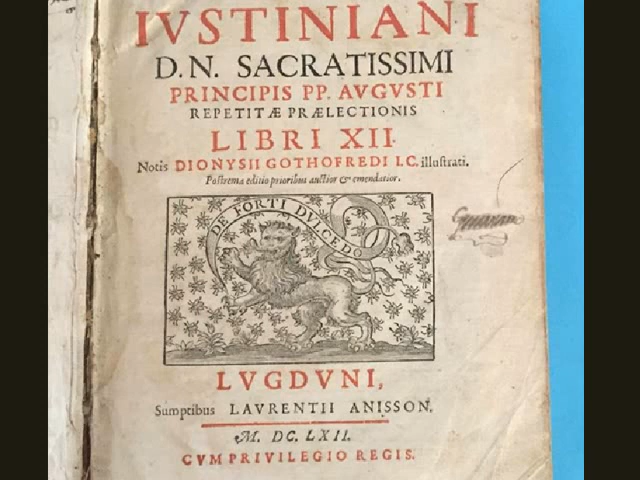 IVSTINIANI
D. N. SACRATISSIMI
PRINCIPIS PP. AVGVSTI
REPETITÆ PRÆLECTIONIS
LIBRI XII.
Notis DIONYSII GOTHOFREDI I.C. illuſtrati.
Poſtrema editio prioribus auctior & emendatior.
DE FORTI DVLCEDO
LVGDVNI,
Sumptibus LAVRENTII ANISSON.
M. DC. LXII.
CVM PRIVILEGIO REGIS.